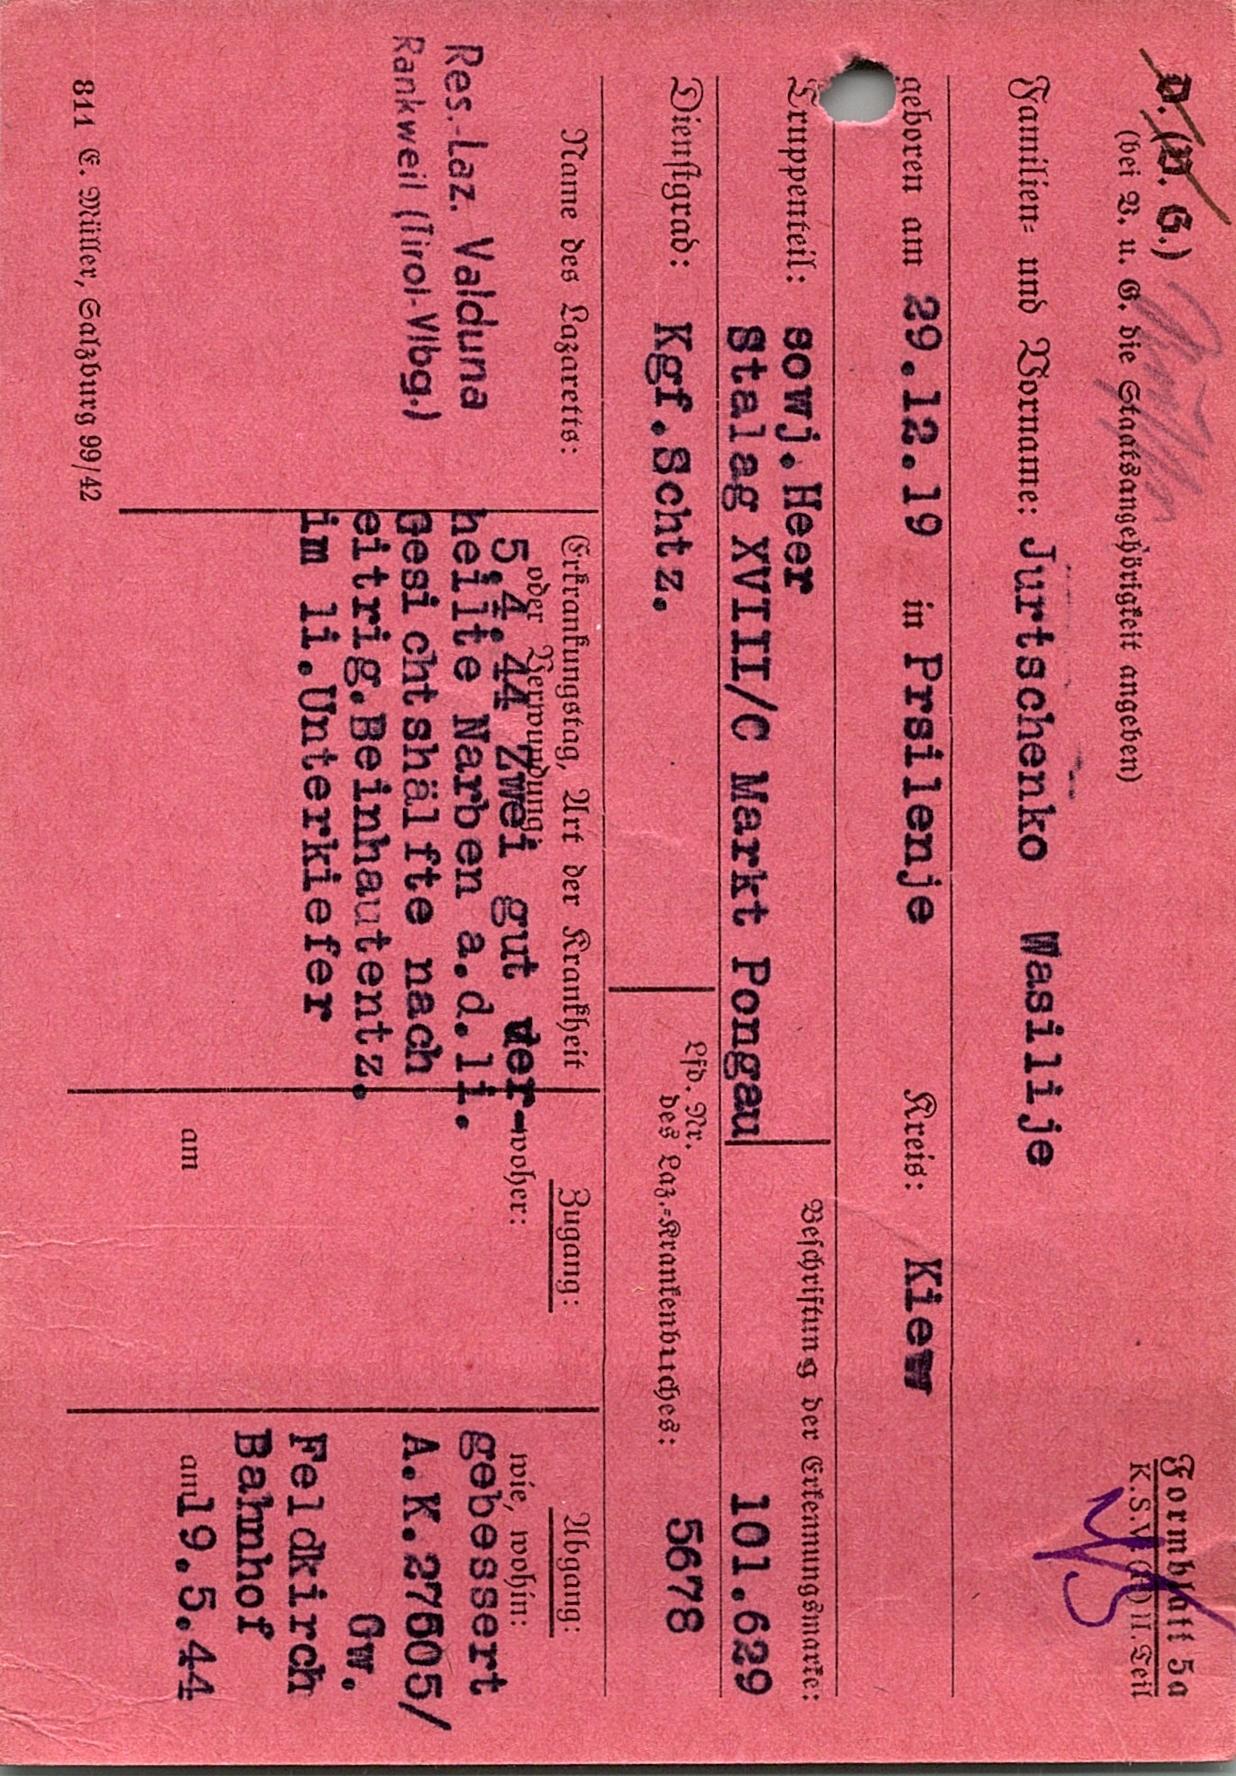 D. (V. G.)
(bei V. u. G. die Staatsangehörigkeit angeben)
Formblatt 5a
K.S.V. II. Teil
Familien- und Vorname: Jurtschenko Wasilije
geboren am 29.12.19 in Prsilenje Kreis: Kiew
Truppenteil: sowj.Heer
Stalag XVIII/C Markt Pongau
Beschriftung der Erkennungsmarke:
101.629
Dienstgrad: Kgf.Schtz.
Lfd. Nr.
des Laz.-Krankenbuches: 5678
Name des Lazaretts:
Res.-Laz. Valduna
Rankweil (Tirol-Vlbg.)
Erkrankungstag, Art der Krankheit
oder Verwundung:
5.4.44 Zwei gut ver-
heilte Narben a.d.li.
Gesichtshälfte nach
eitrig.Beinhautentz.
im li.Unterkiefer
Zugang:
woher:
am
Abgang:
wie, wohin:
gebessert
A.K.27605/
Gw.
Feldkirch
Bahnhof
am 19.5.44
811 E. Müller, Salzburg 99/42